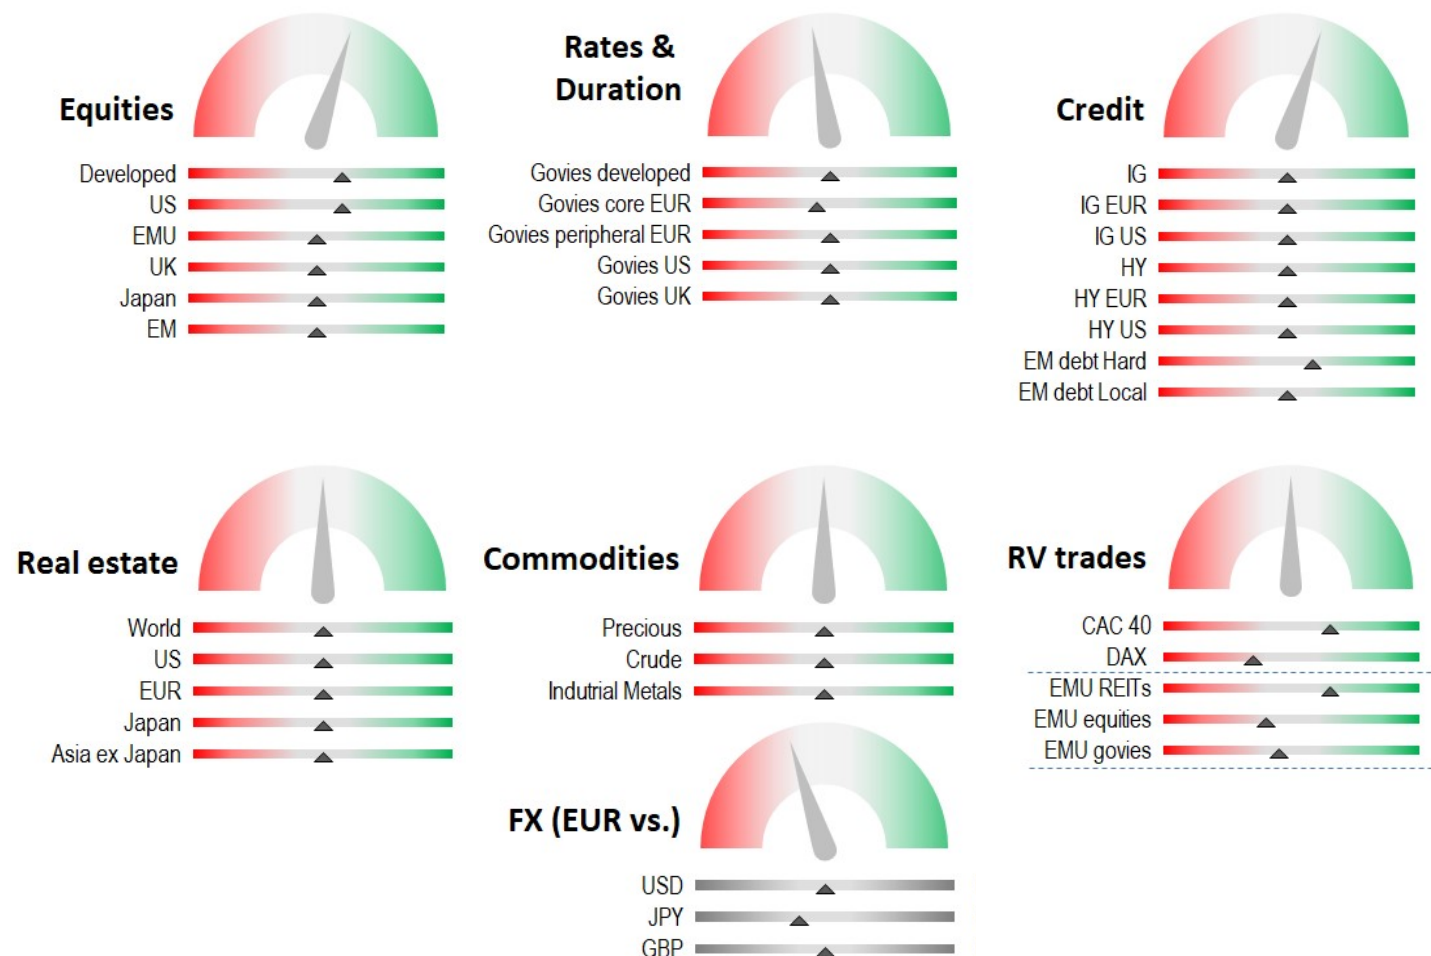 Equities
Developed
US
EMU
UK
Japan
EM
Rates &
Duration
Govies developed
Govies core EUR
Govies peripheral EUR
Govies US
Govies UK
Credit
IG
IG EUR
IG US
HY
HY EUR
HY US
EM debt Hard
EM debt Local
Real estate
World
US
EUR
Japan
Asia ex Japan
Commodities
Precious
Crude
Indutrial Metals
FX (EUR vs.)
USD
JPY
GBP
RV trades
CAC 40
DAX
EMU REITs
EMU equities
EMU govies